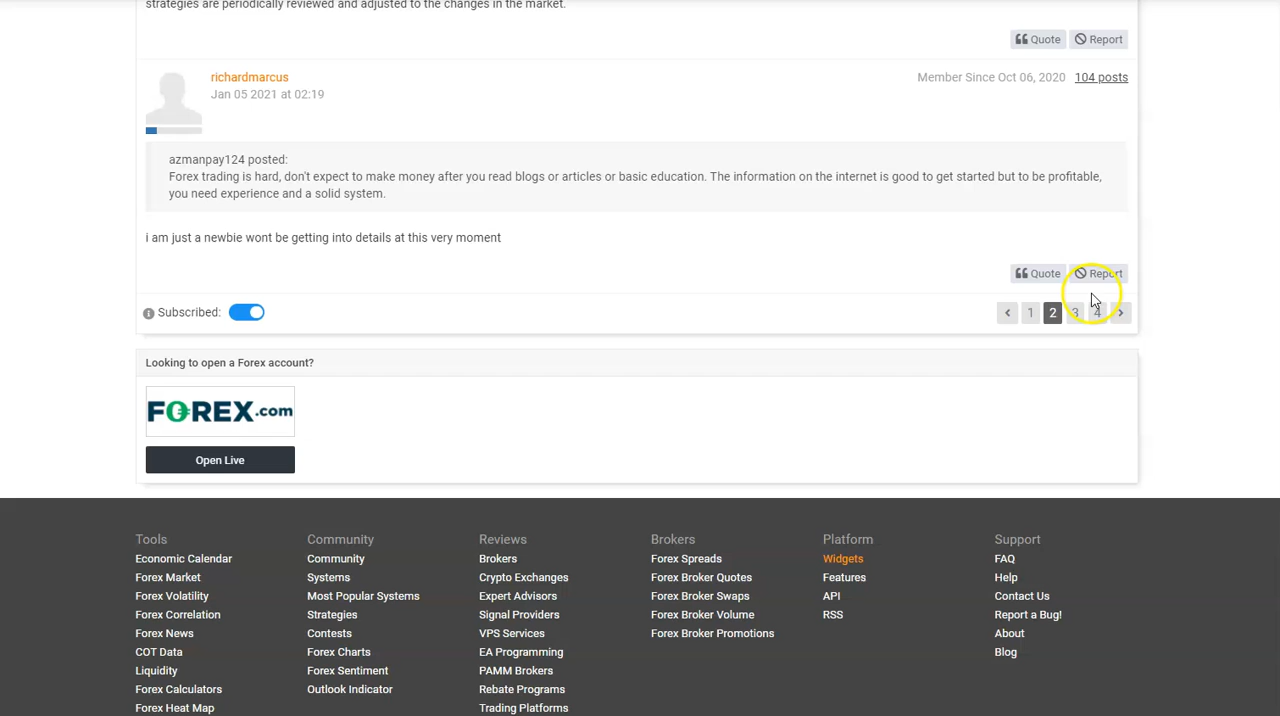 strategies are periodically reviewed and adjusted to the changes in the market.
Quote Report
richardmarcus Member Since Oct 06, 2020 104 posts
Jan 05 2021 at 02:19
azmanpay124 posted:
Forex trading is hard, don't expect to make money after you read blogs or articles or basic education. The information on the internet is good to get started but to be profitable,
you need experience and a solid system.
i am just a newbie wont be getting into details at this very moment
Quote Report
Subscribed: 1 2 3 4
Looking to open a Forex account?
FOREX.com
Open Live
Tools Community Reviews Brokers Platform Support
Economic Calendar Community Brokers Forex Spreads Widgets FAQ
Forex Market Systems Crypto Exchanges Forex Broker Quotes Features Help
Forex Volatility Most Popular Systems Expert Advisors Forex Broker Swaps API Contact Us
Forex Correlation Strategies Signal Providers Forex Broker Volume RSS Report a Bug!
Forex News Contests VPS Services Forex Broker Promotions About
COT Data Forex Charts EA Programming Blog
Liquidity Forex Sentiment PAMM Brokers
Forex Calculators Outlook Indicator Rebate Programs
Forex Heat Map Trading Platforms